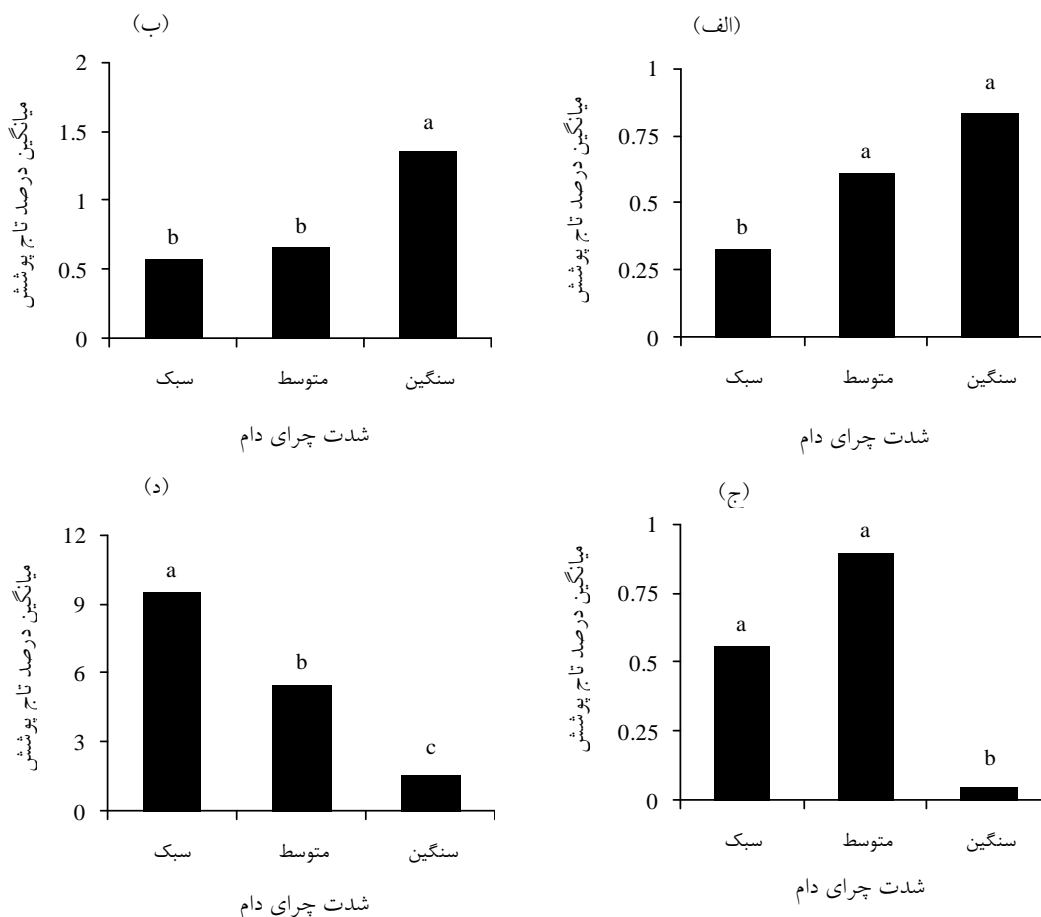 (الف)
میانگین درصد تاج پوشش
1
0.75
0.5
0.25
0
b
a
a
سبک
متوسط
سنگین
شدت چرای دام
(ب)
میانگین درصد تاج پوشش
2
1.5
1
0.5
0
b
b
a
سبک
متوسط
سنگین
شدت چرای دام
(ج)
میانگین درصد تاج پوشش
1
0.75
0.5
0.25
0
a
a
b
سبک
متوسط
سنگین
شدت چرای دام
(د)
میانگین درصد تاج پوشش
12
9
6
3
0
a
b
c
سبک
متوسط
سنگین
شدت چرای دام